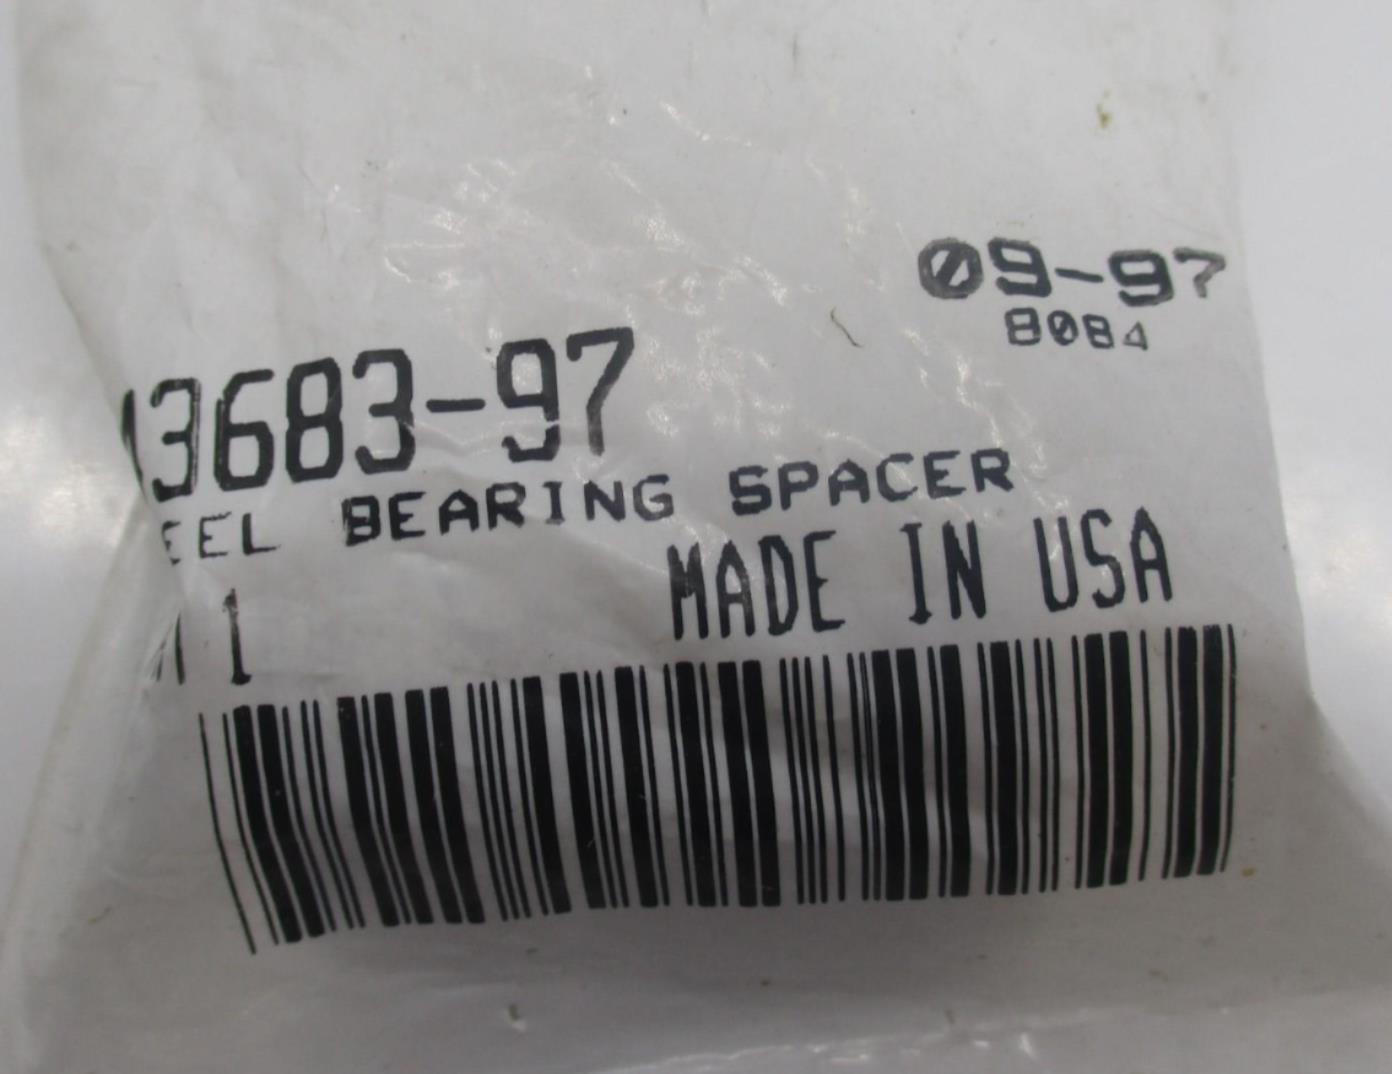 09-97
8084
3683-97
EEL BEARING SPACER
MADE IN USA
1